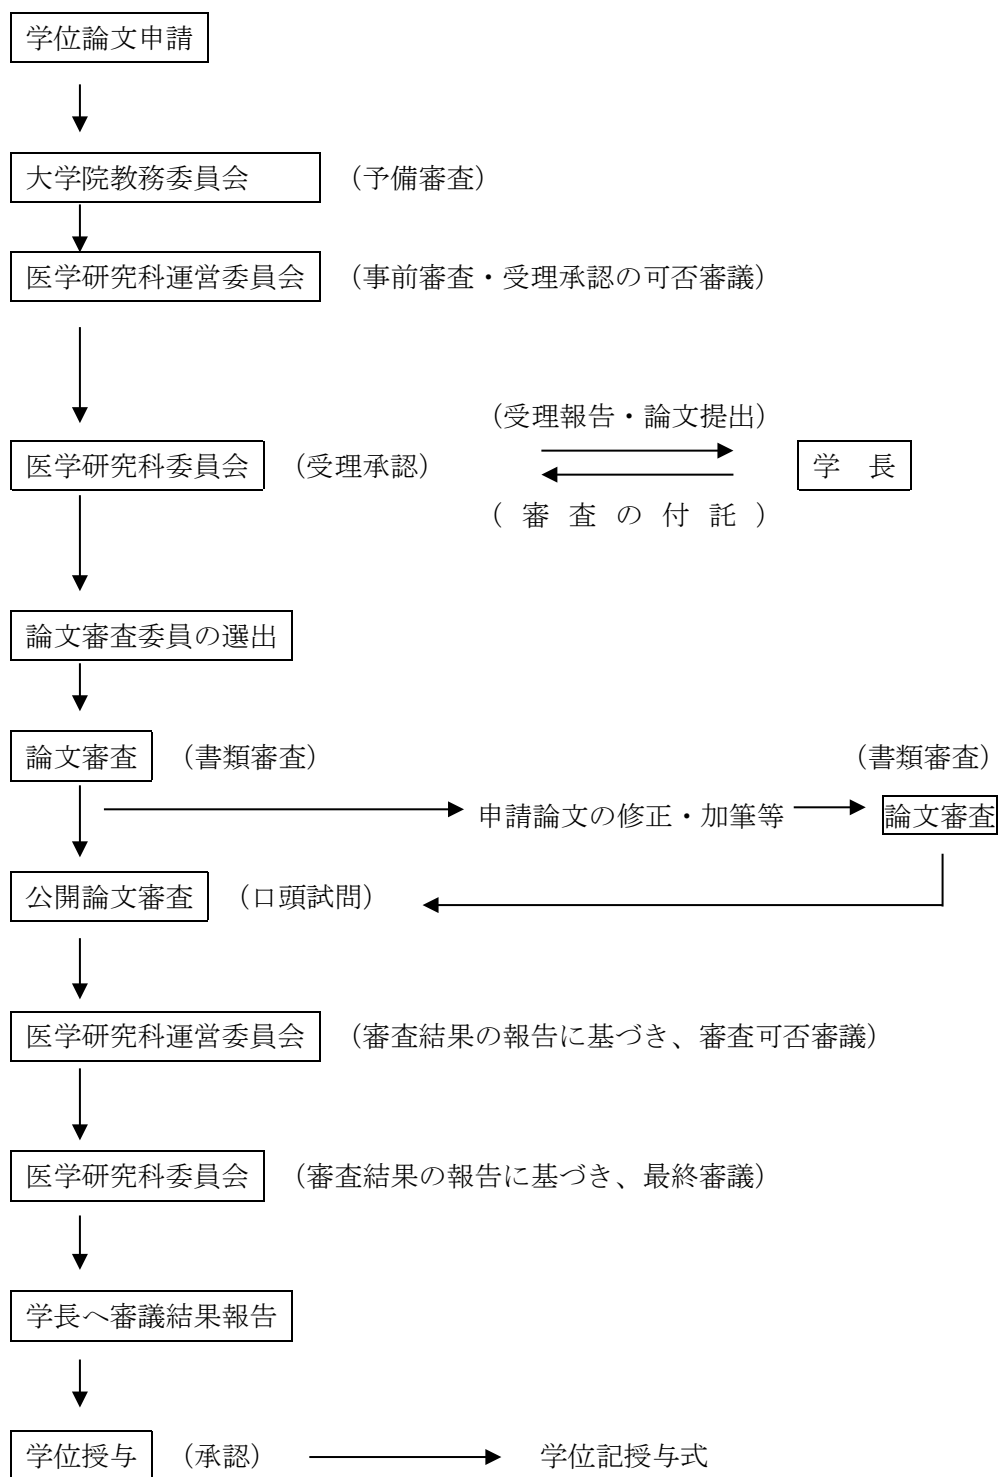 学位論文申請
大学院教務委員会 (予備審査)
医学研究科運営委員会 (事前審査・受理承認の可否審議)
(受理報告・論文提出)
医学研究科委員会 (受理承認) 学 長
(審査の付託)
論文審査委員の選出
論文審査 (書類審査) (書類審査)
申請論文の修正・加筆等 論文審査
公開論文審査 (口頭試問)
医学研究科運営委員会 (審査結果の報告に基づき、審査可否審議)
医学研究科委員会 (審査結果の報告に基づき、最終審議)
学長へ審議結果報告
学位授与 (承認) 学位記授与式